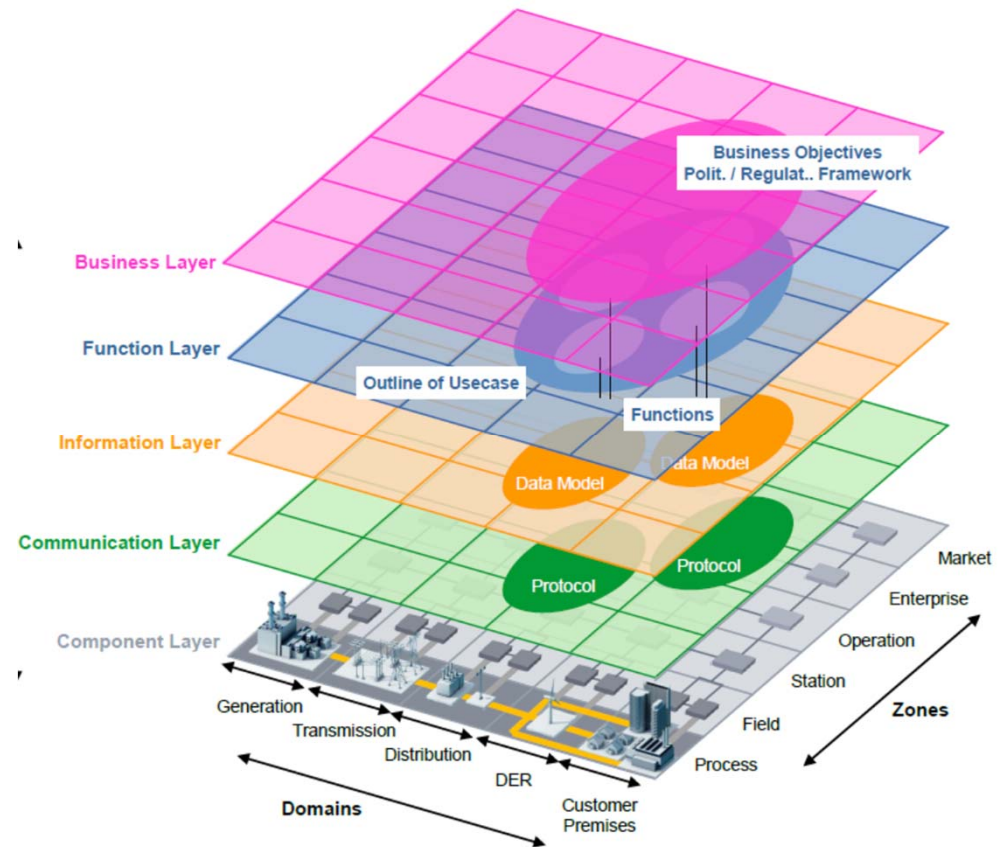 Business Objectives
Polit. / Regulat.. Framework
Business Layer
Function Layer
Outline of Usecase
Functions
Information Layer
Data Model
Data Model
Communication Layer
Protocol
Protocol
Component Layer
Market
Enterprise
Operation
Station
Field
Process
Zones
Generation
Transmission
Distribution
DER
Customer
Premises
Domains